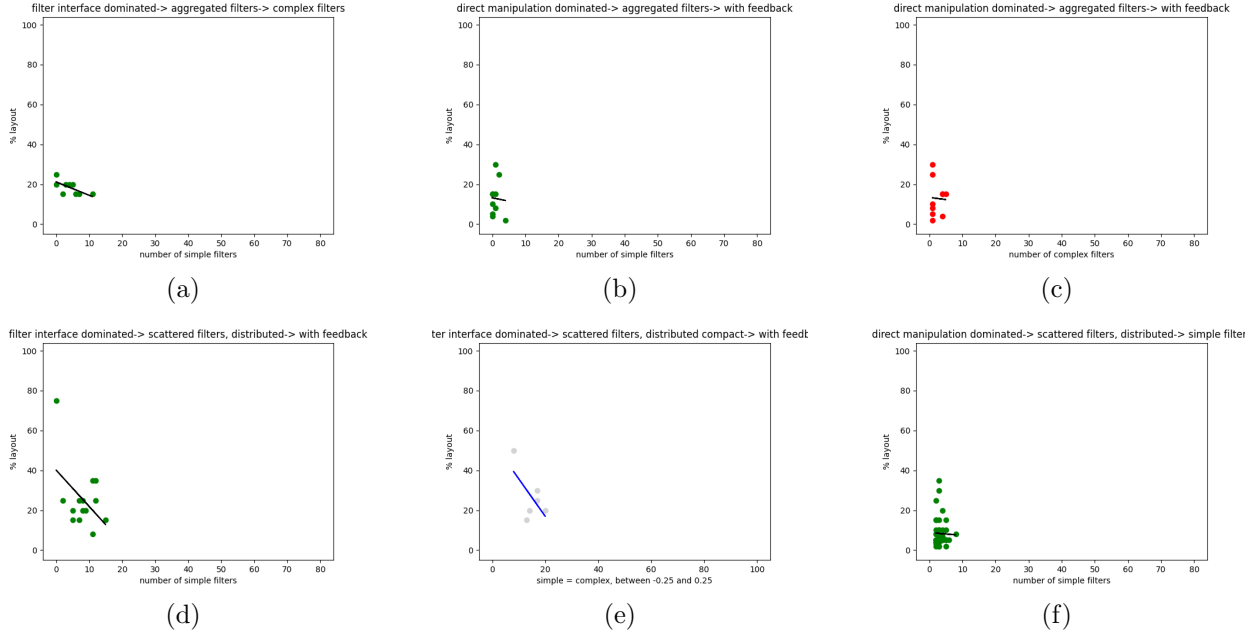 filter interface dominated-> aggregated filters-> complex filters
100
80
60
40
20
0
% layout
0 10 20 30 40 50 60 70 80
number of simple filters
(a)
direct manipulation dominated-> aggregated filters-> with feedback
100
80
60
40
20
0
% layout
0 10 20 30 40 50 60 70 80
number of simple filters
(b)
direct manipulation dominated-> aggregated filters-> with feedback
100
80
60
40
20
0
% layout
0 10 20 30 40 50 60 70 80
number of complex filters
(c)
filter interface dominated-> scattered filters, distributed-> with feedback
100
80
60
40
20
0
% layout
0 10 20 30 40 50 60 70 80
number of simple filters
(d)
ter interface dominated-> scattered filters, distributed compact-> with feedb
100
80
60
40
20
0
% layout
0 20 40 60 80 100
simple = complex, between -0.25 and 0.25
(e)
direct manipulation dominated-> scattered filters, distributed-> simple filter
100
80
60
40
20
0
% layout
0 10 20 30 40 50 60 70 80
number of simple filters
(f)